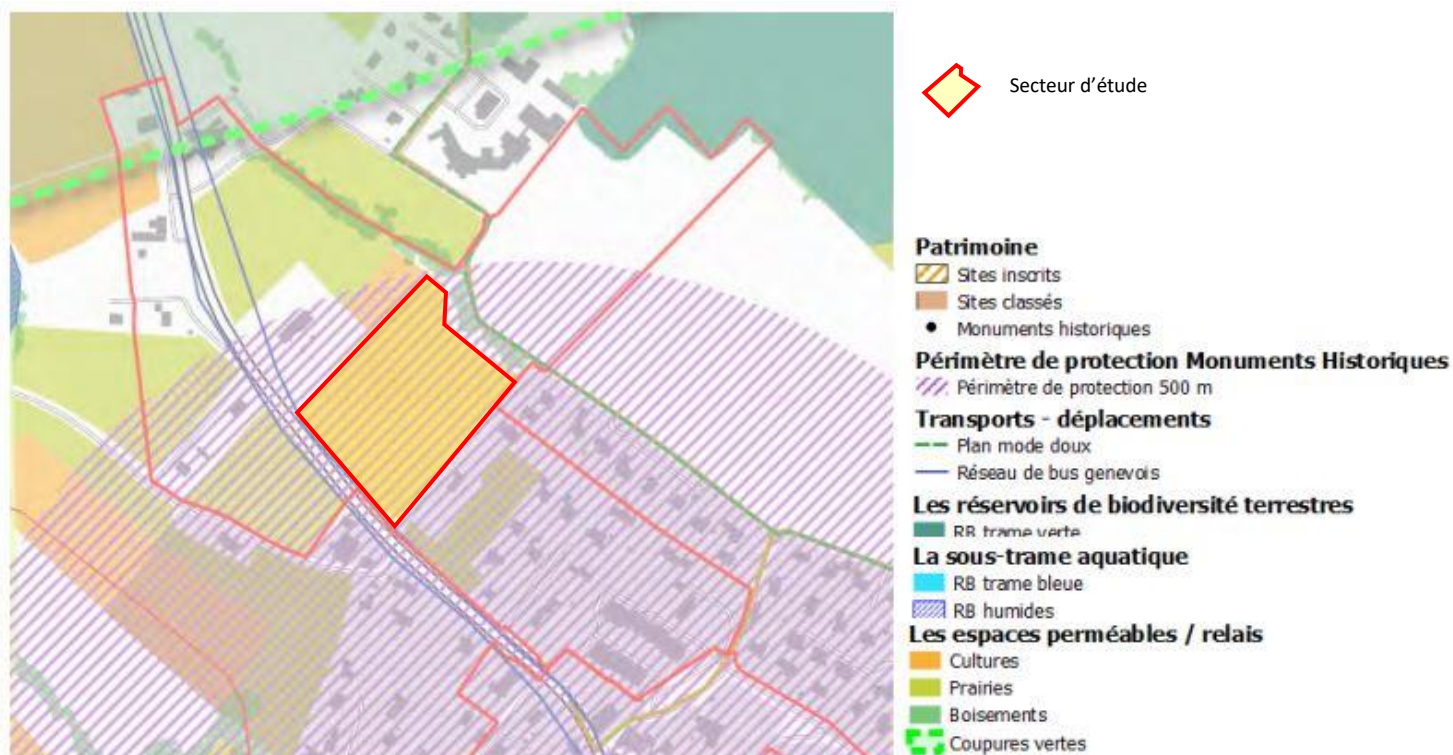 Secteur d’étude
Patrimoine
Sites inscrits
Sites classés
Monuments historiques
Périmètre de protection Monuments Historiques
Périmètre de protection 500 m
Transports - déplacements
Plan mode doux
Réseau de bus genevois
Les réservoirs de biodiversité terrestres
RB trame verte
La sous-trame aquatique
RB trame bleue
RB humides
Les espaces perméables / relais
Cultures
Prairies
Boisements
Coupures vertes